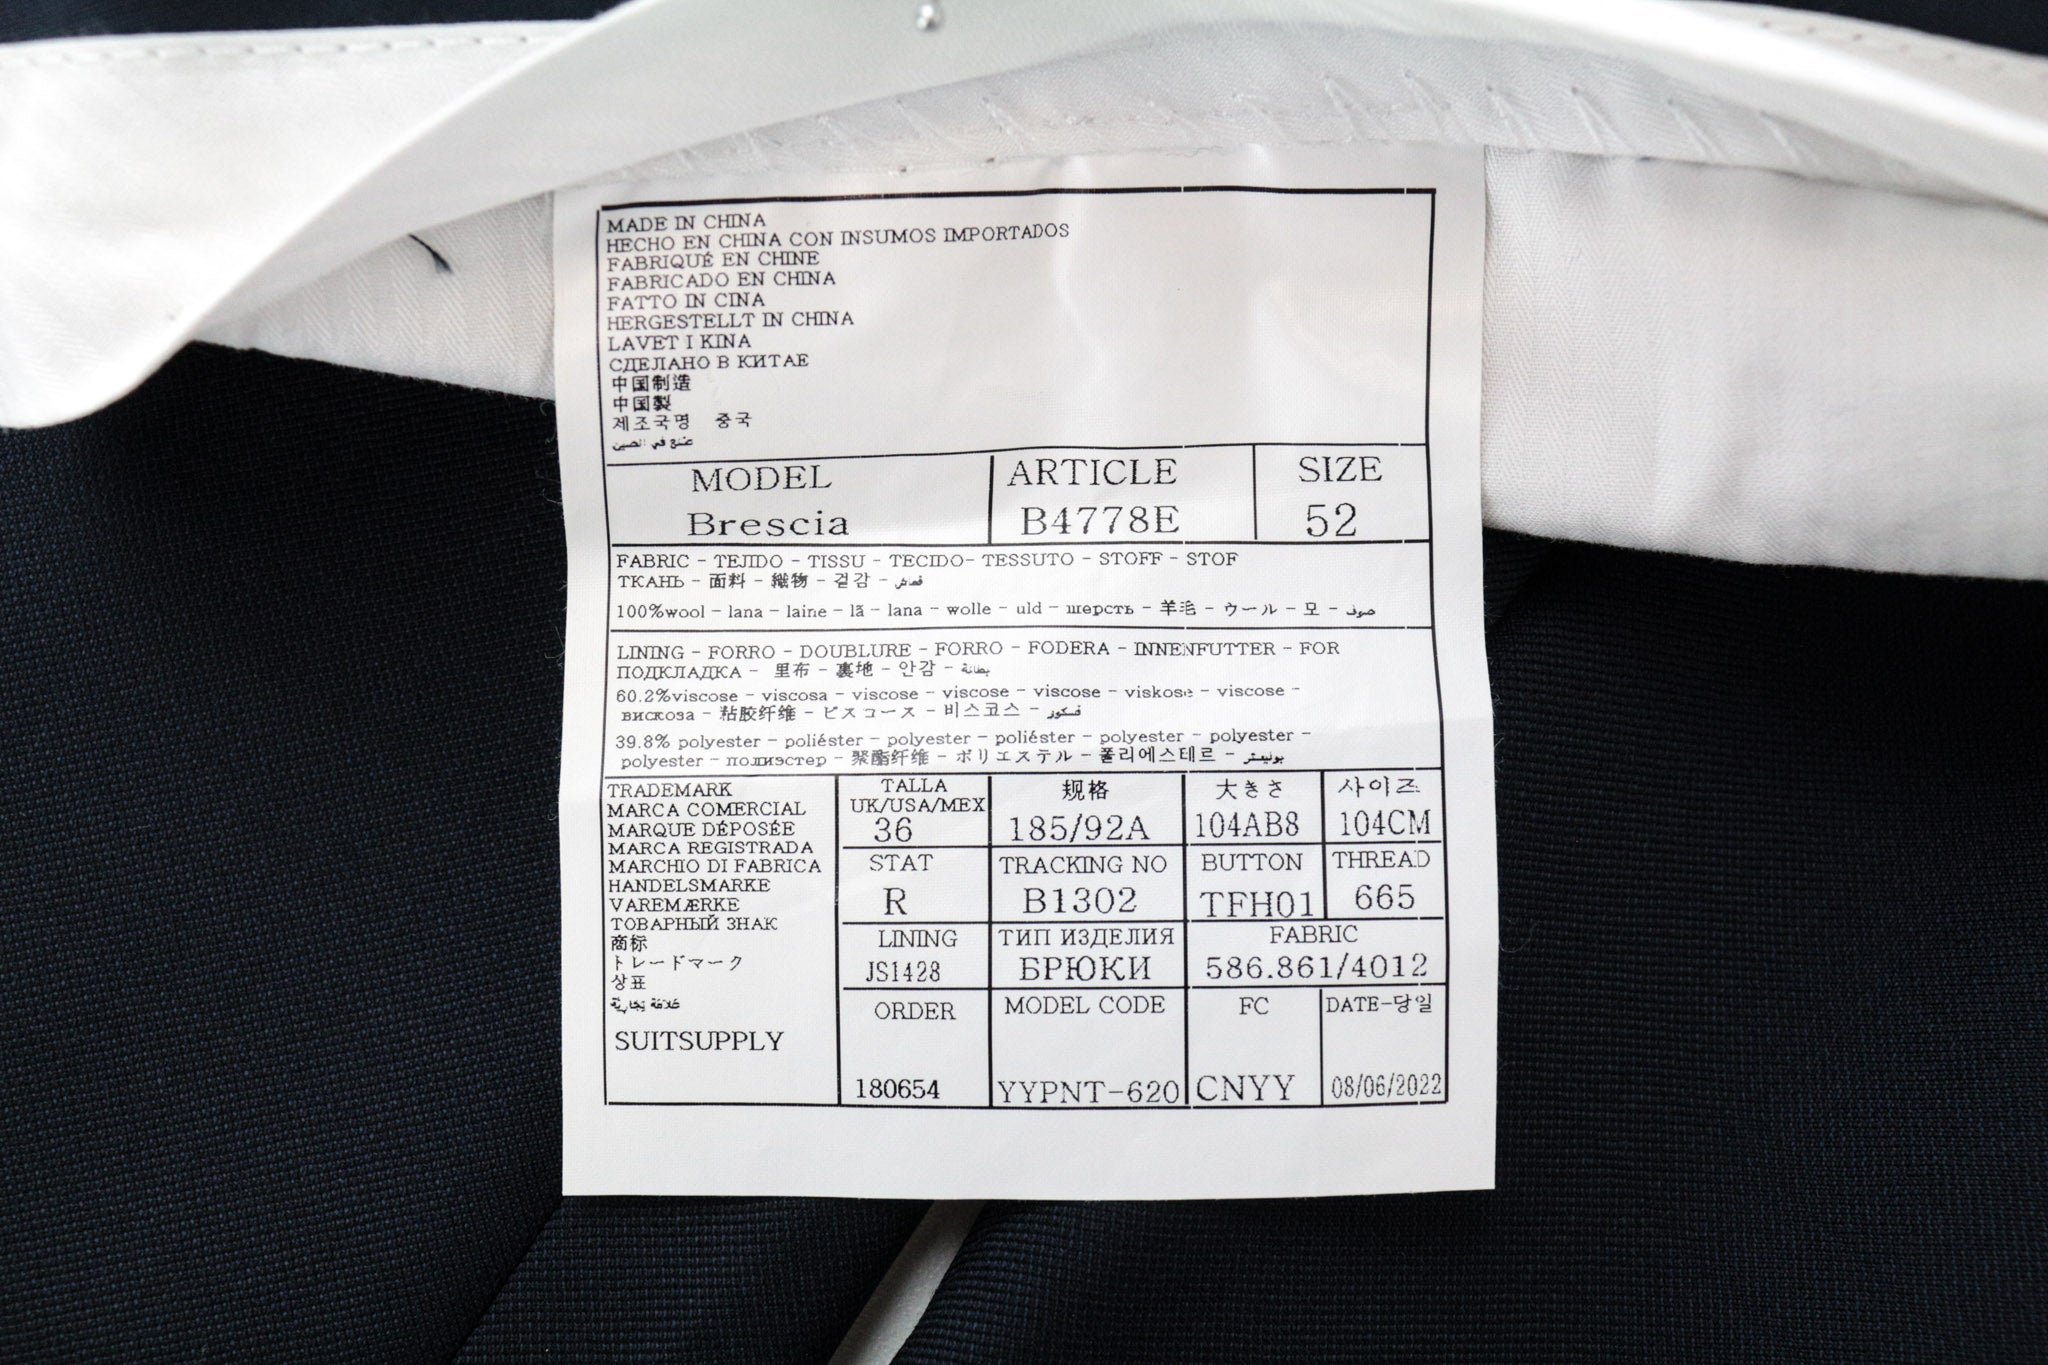 MADE IN CHINA
HECHO EN CHINA CON INSUMOS IMPORTADOS
FABRIQUÉ EN CHINE
FABRICADO EN CHINA
FATTO IN CINA
HERGESTELLT IN CHINA
LAVET I KINA
СДЕЛАНО В КИТАЕ
中国制造
中国製
제조국명 중국
في الصين
MODEL ARTICLE SIZE
Brescia B4778E 52
FABRIC - TEJIDO - TISSU - TECIDO- TESSUTO - STOFF - STOF
ТКАНЬ - 面料 - 織物 - 겉감 - قماش
100%wool - lana - laine - lã - lana - wolle - uld - шерсть - 羊毛 - ウール - 모 - صوف
LINING - FORRO - DOUBLURE - FORRO - FODERA - INNENFUTTER - FOR
ПОДКЛАДКА - 里布 - 裏地 - 안감 - بطانة
60.2%viscose - viscosa - viscose - viscose - viscose - viskose - viscose -
вискоза - 粘胶纤维 - ビスコース - 비스코스 - فسكوز
39.8% polyester - poliéster - polyester - poliéster - polyester - polyester -
polyester - полиэстер - 聚酯纤维 - ポリエステル - 폴리에스테르 -
TRADEMARK
MARCA COMERCIAL
MARQUE DÉPOSÉE
MARCA REGISTRADA
MARCHIO DI FABRICA
HANDELSMARKE
VAREMÆRKE
ТОВАРНЫЙ ЗНАК
商标
トレードマーク
상표
علامة تجارية
SUITSUPPLY
TALLA 规格 大きさ 사이즈
UK/USA/MEX
36 185/92A 104AB8 104CM
STAT TRACKING NO BUTTON THREAD
R B1302 TFH01 665
LINING ТИП ИЗДЕЛИЯ FABRIC
JS1428 БРЮКИ 586.861/4012
ORDER MODEL CODE FC DATE-당일
180654 YYPNT-620 CNYY 08/06/2022